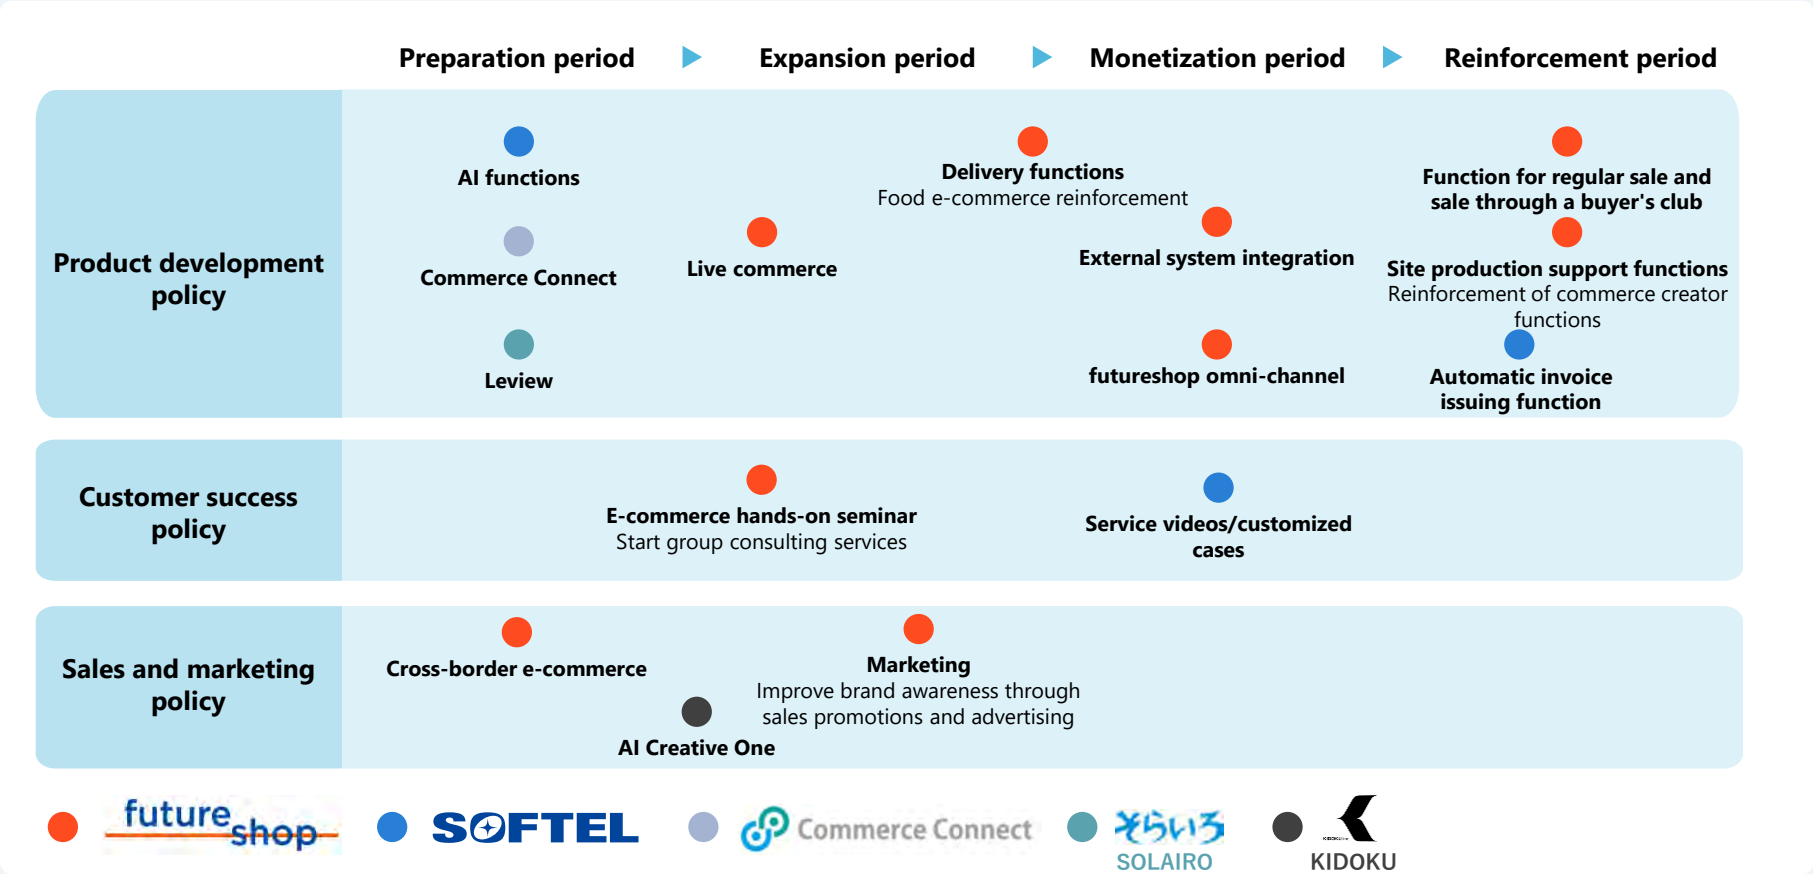 Preparation period
Expansion period
Monetization period
Reinforcement period
Product development
policy
AI functions
Commerce Connect
Leview
Live commerce
Delivery functions
Food e-commerce reinforcement
External system integration
futureshop omni-channel
Function for regular sale and
sale through a buyer's club
Site production support functions
Reinforcement of commerce creator
functions
Automatic invoice
issuing function
Customer success
policy
E-commerce hands-on seminar
Start group consulting services
Service videos/customized
cases
Sales and marketing
policy
Cross-border e-commerce
AI Creative One
Marketing
Improve brand awareness through
sales promotions and advertising
future
shop
SOFTEL
Commerce Connect
そらいろ
SOLAIRO
KIDOKU